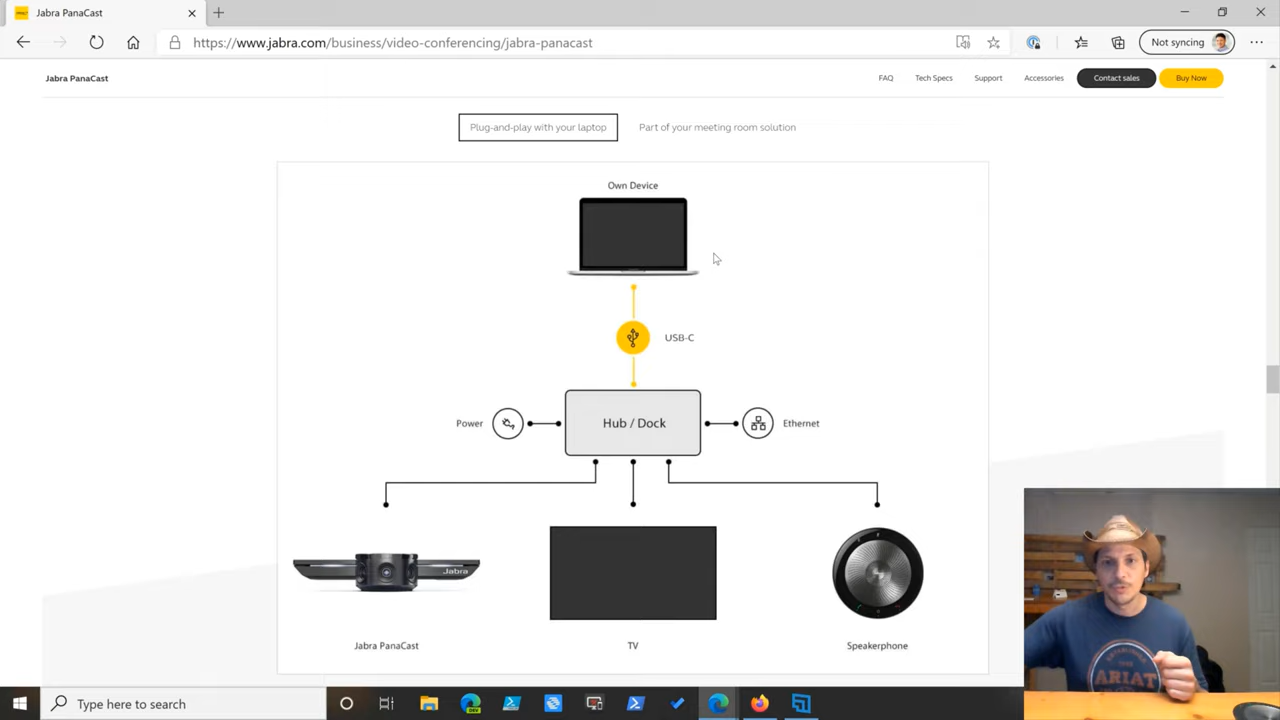 Jabra PanaCast
https://www.jabra.com/business/video-conferencing/jabra-panacast
Not syncing
Jabra PanaCast
FAQ
Tech Specs
Support
Accessories
Contact sales
Buy Now
Plug-and-play with your laptop
Part of your meeting room solution
Own Device
USB-C
Power
Hub / Dock
Ethernet
Jabra
Jabra PanaCast
TV
Speakerphone
THE
ARIAT
Type here to search
DEV